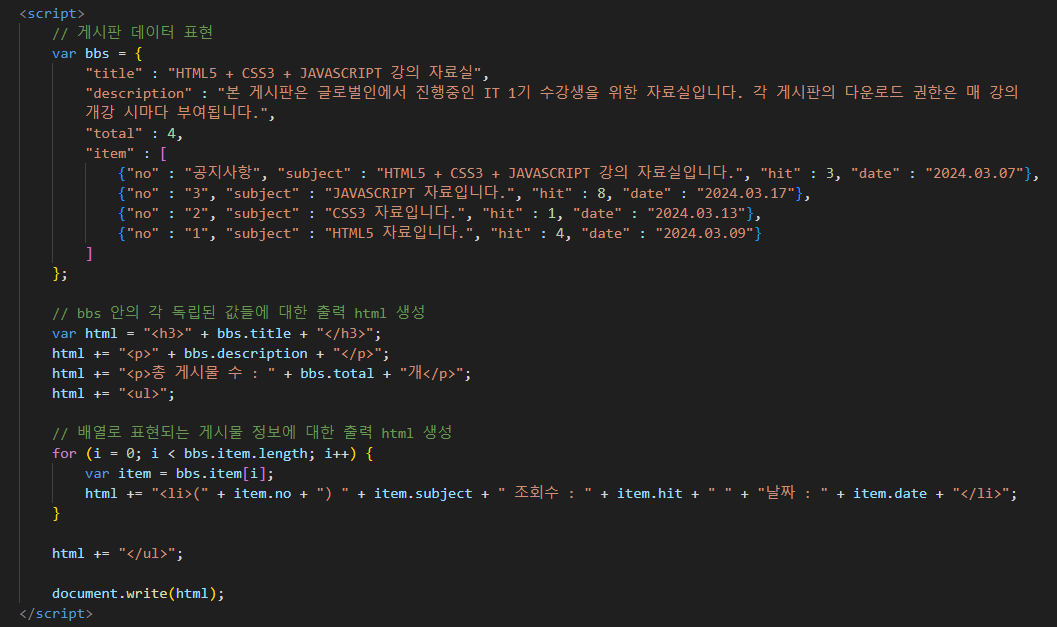 <script>
// 게시판 데이터 표현
var bbs = {
"title" : "HTML5 + CSS3 + JAVASCRIPT 강의 자료실",
"description" : "본 게시판은 글로벌인에서 진행중인 IT 1기 수강생을 위한 자료실입니다. 각 게시판의 다운로드 권한은 매 강의
개강 시마다 부여됩니다.",
"total" : 4,
"item" : [
{"no" : "공지사항", "subject" : "HTML5 + CSS3 + JAVASCRIPT 강의 자료실입니다.", "hit" : 3, "date" : "2024.03.07"},
{"no" : "3", "subject" : "JAVASCRIPT 자료입니다.", "hit" : 8, "date" : "2024.03.17"},
{"no" : "2", "subject" : "CSS3 자료입니다.", "hit" : 1, "date" : "2024.03.13"},
{"no" : "1", "subject" : "HTML5 자료입니다.", "hit" : 4, "date" : "2024.03.09"}
]
};
// bbs 안의 각 독립된 값들에 대한 출력 html 생성
var html = "<h3>" + bbs.title + "</h3>";
html += "<p>" + bbs.description + "</p>";
html += "<p>총 게시물 수 : " + bbs.total + "개</p>";
html += "<ul>";
// 배열로 표현되는 게시물 정보에 대한 출력 html 생성
for (i = 0; i < bbs.item.length; i++) {
var item = bbs.item[i];
html += "<li>(" + item.no + ") " + item.subject + " 조회수 : " + item.hit + " " + "날짜 : " + item.date + "</li>";
}
html += "</ul>";
document.write(html);
</script>